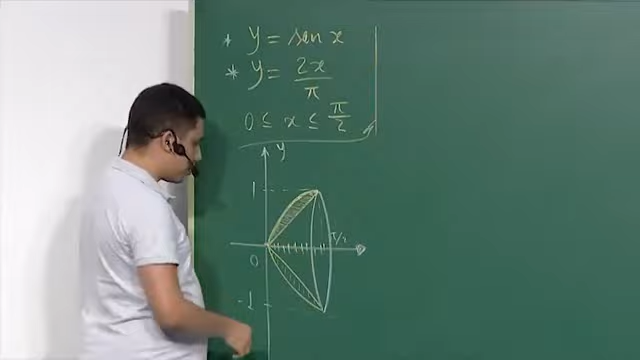 * y = sen x
* y = 2x/π
0 ≤ x ≤ π/2
y
1
π/2
0
-1